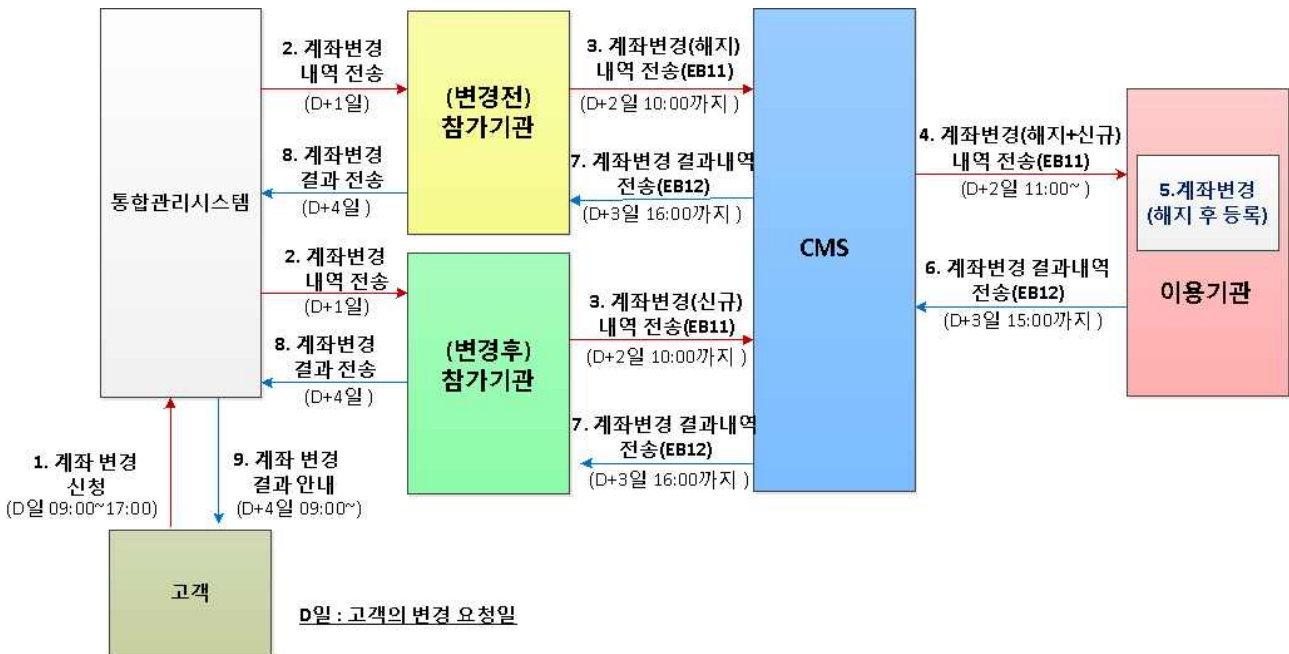 통합관리시스템
2. 계좌변경
내역 전송
(D+1일)
(변경전)
참가기관
3. 계좌변경(해지)
내역 전송(EB11)
(D+2일 10:00까지 )
8. 계좌변경
결과 전송
(D+4일 )
7. 계좌변경 결과내역
전송(EB12)
(D+3일 16:00까지 )
CMS
4. 계좌변경(해지+신규)
내역 전송(EB11)
(D+2일 11:00~ )
5.계좌변경
(해지 후 등록)
이용기관
6. 계좌변경 결과내역
전송(EB12)
(D+3일 15:00까지 )
2. 계좌변경
내역 전송
(D+1일)
(변경후)
참가기관
3. 계좌변경(신규)
내역 전송(EB11)
(D+2일 10:00까지 )
8. 계좌변경
결과 전송
(D+4일 )
7. 계좌변경 결과내역
전송(EB12)
(D+3일 16:00까지 )
1. 계좌 변경
신청
(D일 09:00~17:00)
9. 계좌 변경
결과 안내
(D+4일 09:00~)
고객
D일 : 고객의 변경 요청일